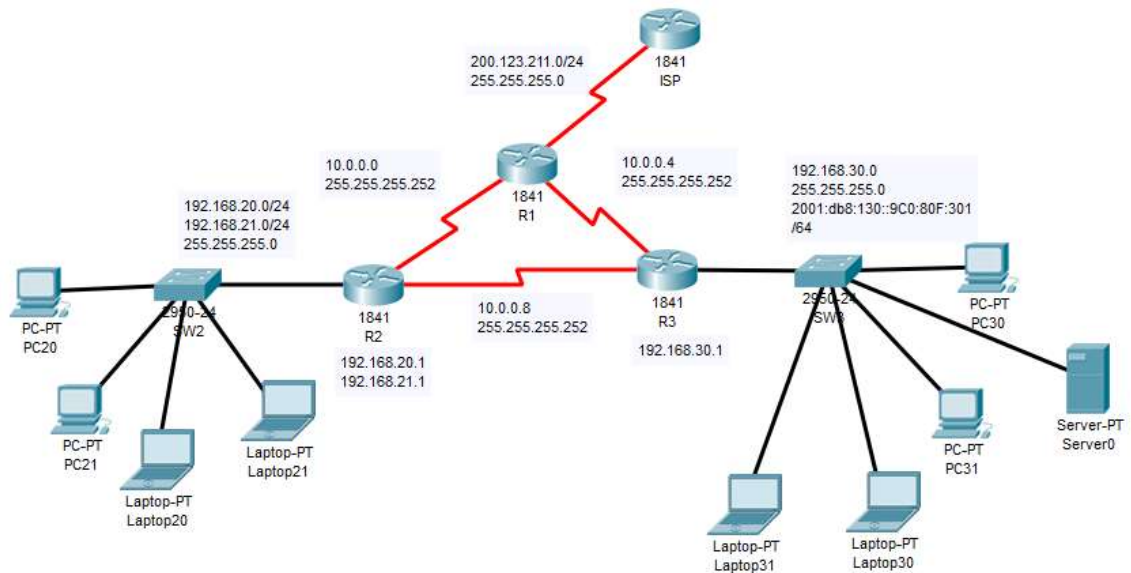 1841
ISP
200.123.211.0/24
255.255.255.0
1841
R1
10.0.0.0
255.255.255.252
10.0.0.4
255.255.255.252
192.168.30.0
255.255.255.0
2001:db8:130::9C0:80F:301
/64
192.168.20.0/24
192.168.21.0/24
255.255.255.0
2950-24
SW2
1841
R2
192.168.20.1
192.168.21.1
10.0.0.8
255.255.255.252
1841
R3
192.168.30.1
2950-24
SW3
PC-PT
PC30
PC-PT
PC20
PC-PT
PC21
Laptop-PT
Laptop20
Laptop-PT
Laptop21
Server-PT
Server0
PC-PT
PC31
Laptop-PT
Laptop31
Laptop-PT
Laptop30